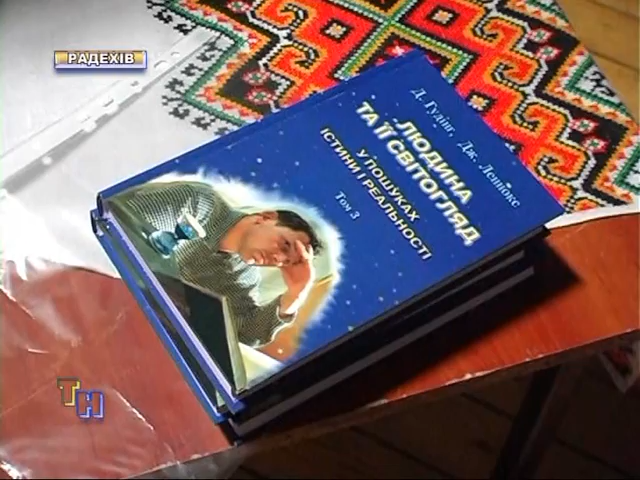 РАДЕХІВ
Д. Гудінг, Дж. Леннокс
ЛЮДИНА
ТА ЇЇ СВІТОГЛЯД
У ПОШУКАХ
ІСТИНИ І РЕАЛЬНОСТІ
Том 3
ТН